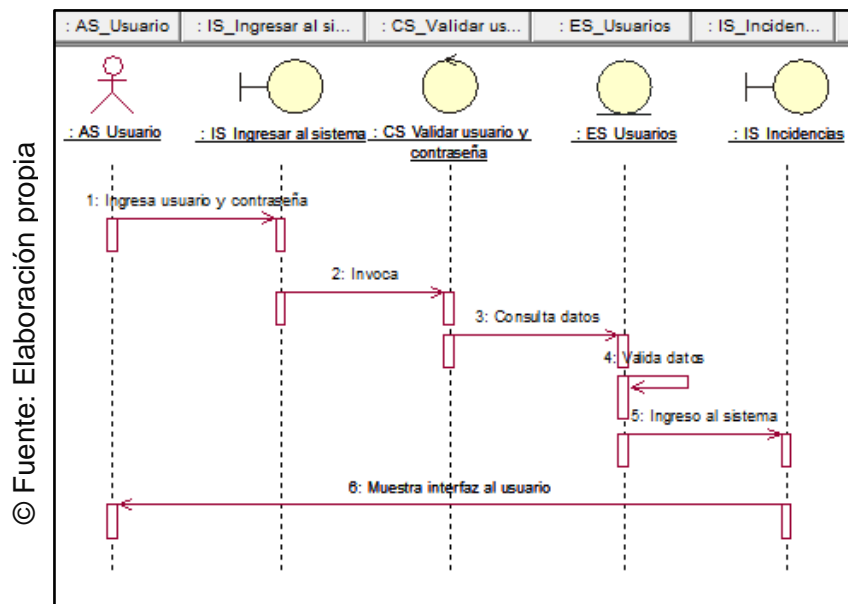 : AS_Usuario
: IS_Ingresar al si...
: CS_Validar us...
: ES_Usuarios
: IS_Inciden...
: AS Usuario
: IS Ingresar al sistema
: CS Validar usuario y
contraseña
: ES Usuarios
: IS Incidencias
1: Ingresa usuario y contraseña
2: Invoca
3: Consulta datos
4: Valida datos
5: Ingreso al sistema
6: Muestra interfaz al usuario
© Fuente: Elaboración propia